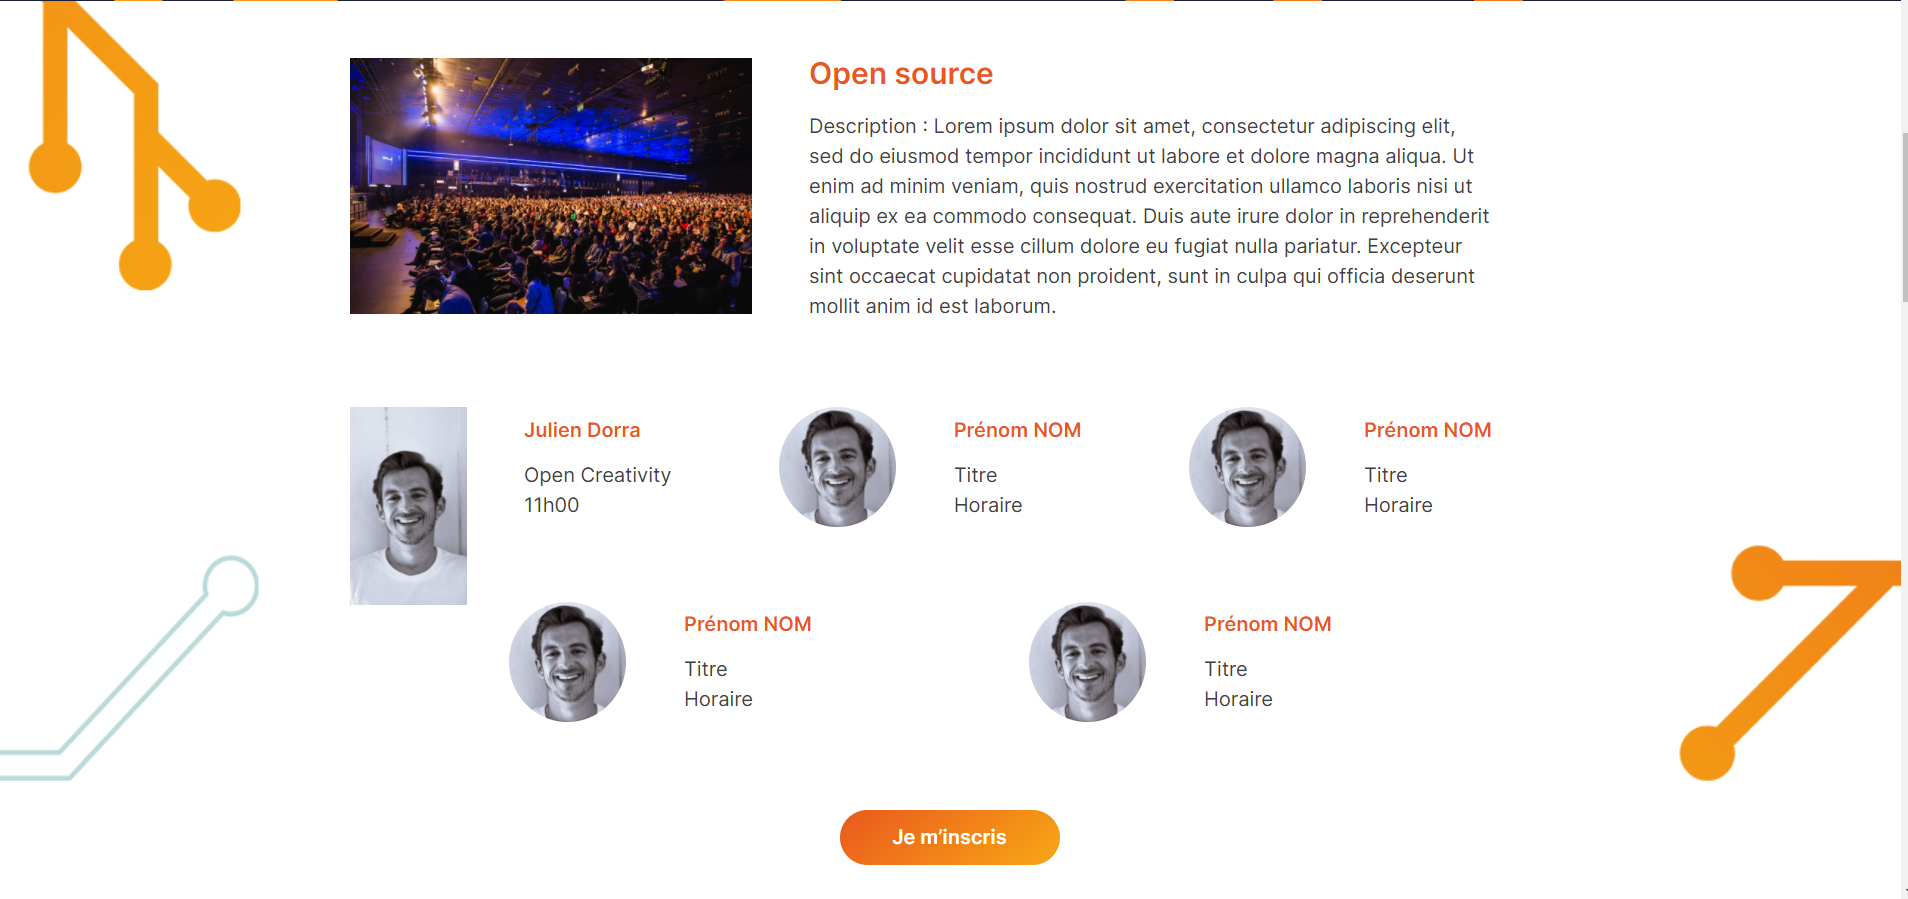 Open source
Description : Lorem ipsum dolor sit amet, consectetur adipiscing elit,
sed do eiusmod tempor incididunt ut labore et dolore magna aliqua. Ut
enim ad minim veniam, quis nostrud exercitation ullamco laboris nisi ut
aliquip ex ea commodo consequat. Duis aute irure dolor in reprehenderit
in voluptate velit esse cillum dolore eu fugiat nulla pariatur. Excepteur
sint occaecat cupidatat non proident, sunt in culpa qui officia deserunt
mollit anim id est laborum.
Julien Dorra
Open Creativity
11h00
Prénom NOM
Titre
Horaire
Prénom NOM
Titre
Horaire
Prénom NOM
Titre
Horaire
Prénom NOM
Titre
Horaire
Je m’inscris